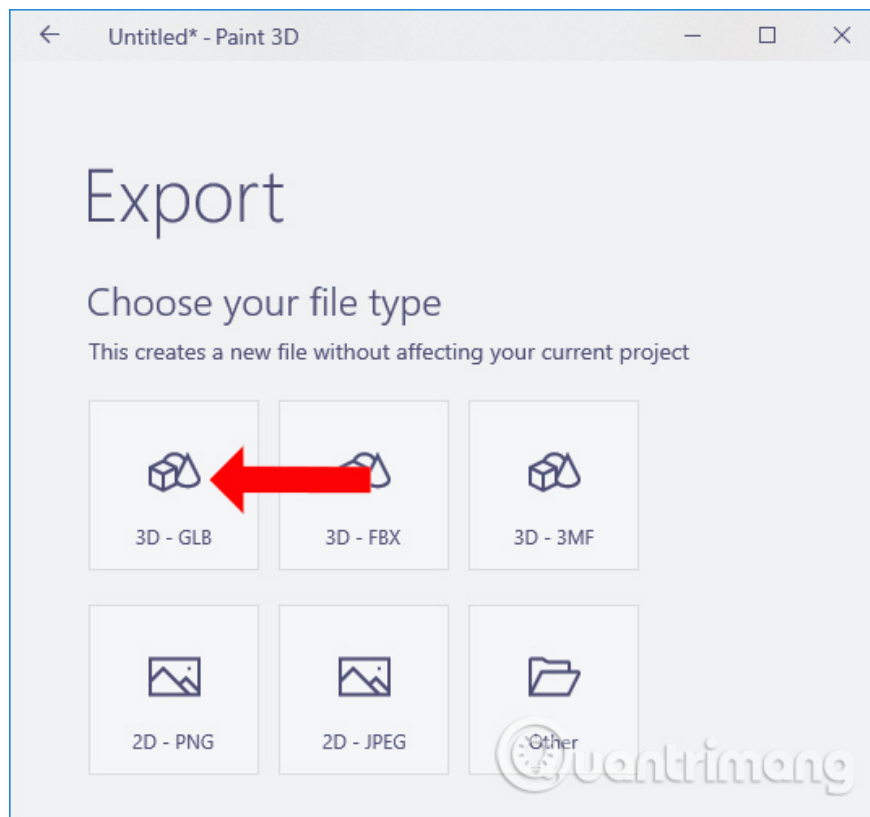 Untitled* - Paint 3D
Export
Choose your file type
This creates a new file without affecting your current project
3D - GLB
3D - FBX
3D - 3MF
2D - PNG
2D - JPEG
Other
Quantrimang